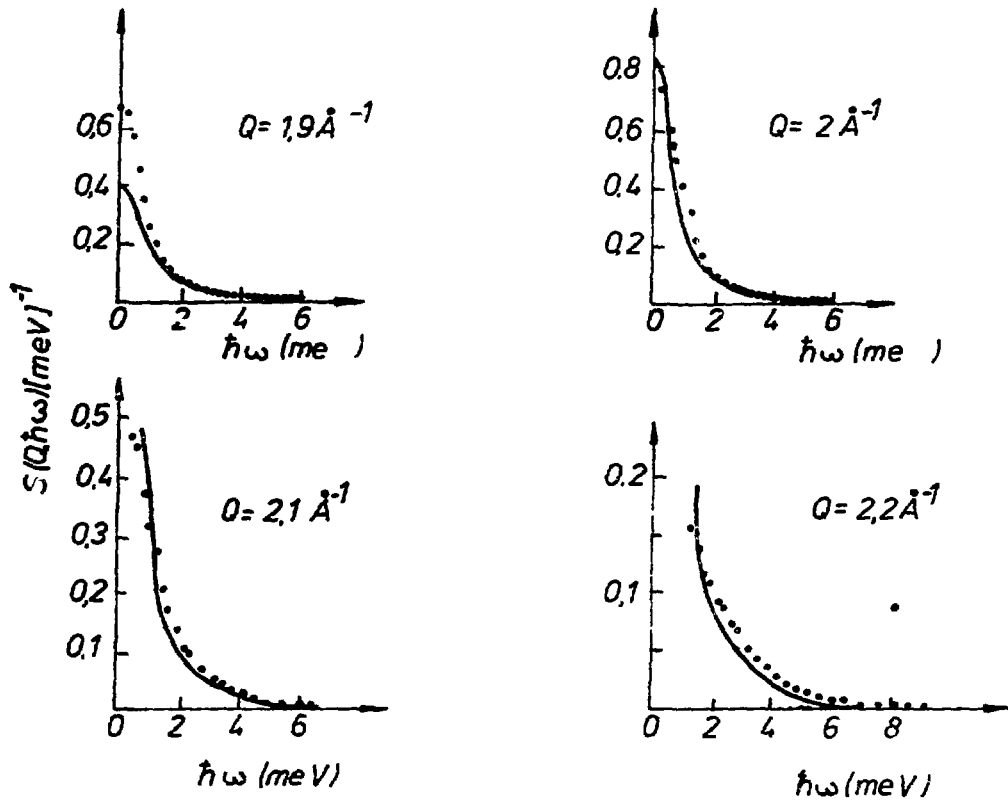 0,6
0,4
0,2
0 2 4 6
ħω (me )
Q= 1,9 Å⁻¹
0,8
0,6
0,4
0,2
0 2 4 6
ħω (me )
Q= 2 Å⁻¹
S(Q,ħω)[meV]⁻¹
0,5
0,4
0,3
0,2
0,1
0 2 4 6
ħω (meV)
Q= 2,1 Å⁻¹
0,2
0,1
0 2 4 6 8
ħω (meV)
Q= 2,2 Å⁻¹